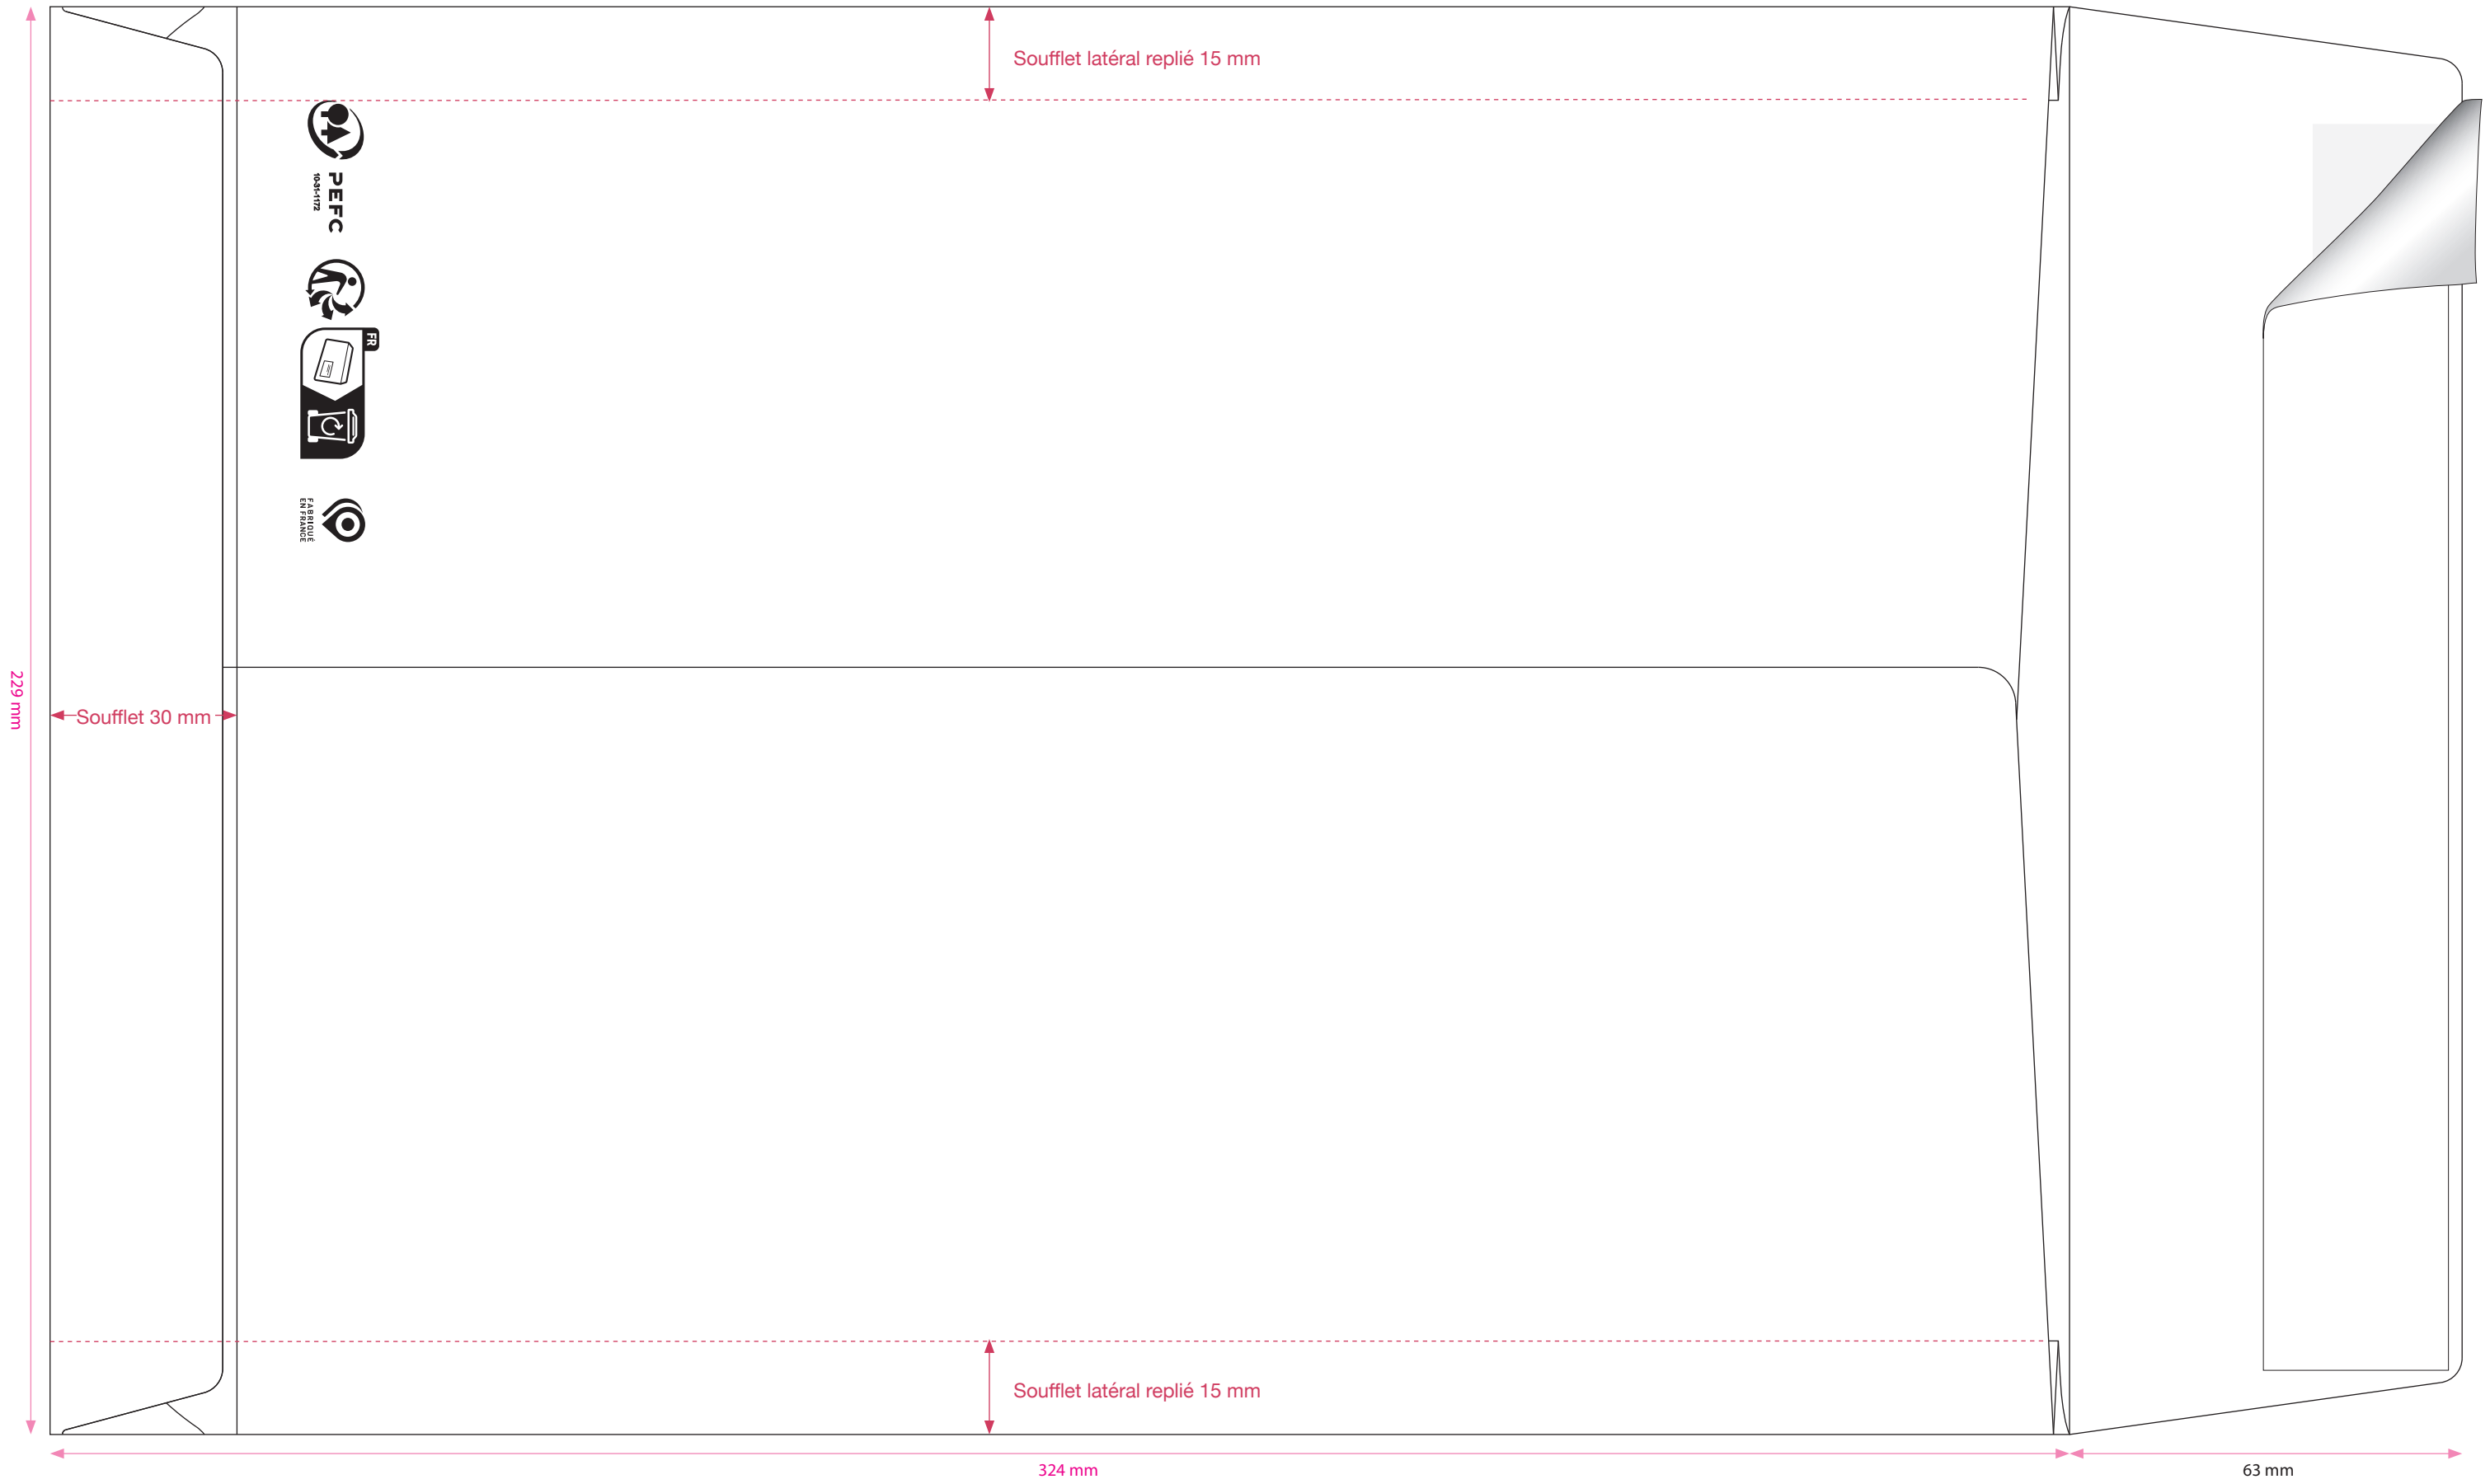 Soufflet latéral replié 15 mm
PEFC
10-31-1172
FR
FABRIQUÉ
EN FRANCE
229 mm
Soufflet 30 mm
Soufflet latéral replié 15 mm
324 mm
63 mm